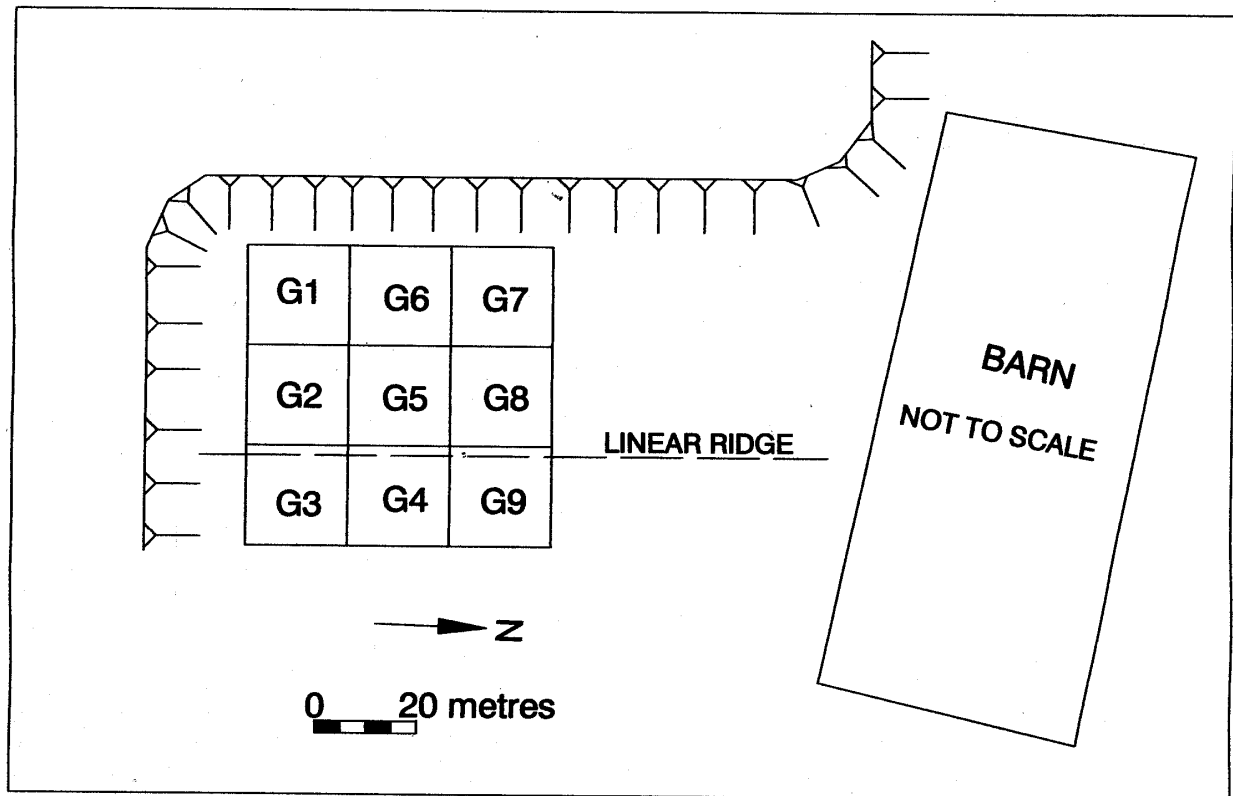 G1 G6 G7
G2 G5 G8
G3 G4 G9
LINEAR RIDGE
BARN
NOT TO SCALE
N
0 20 metres